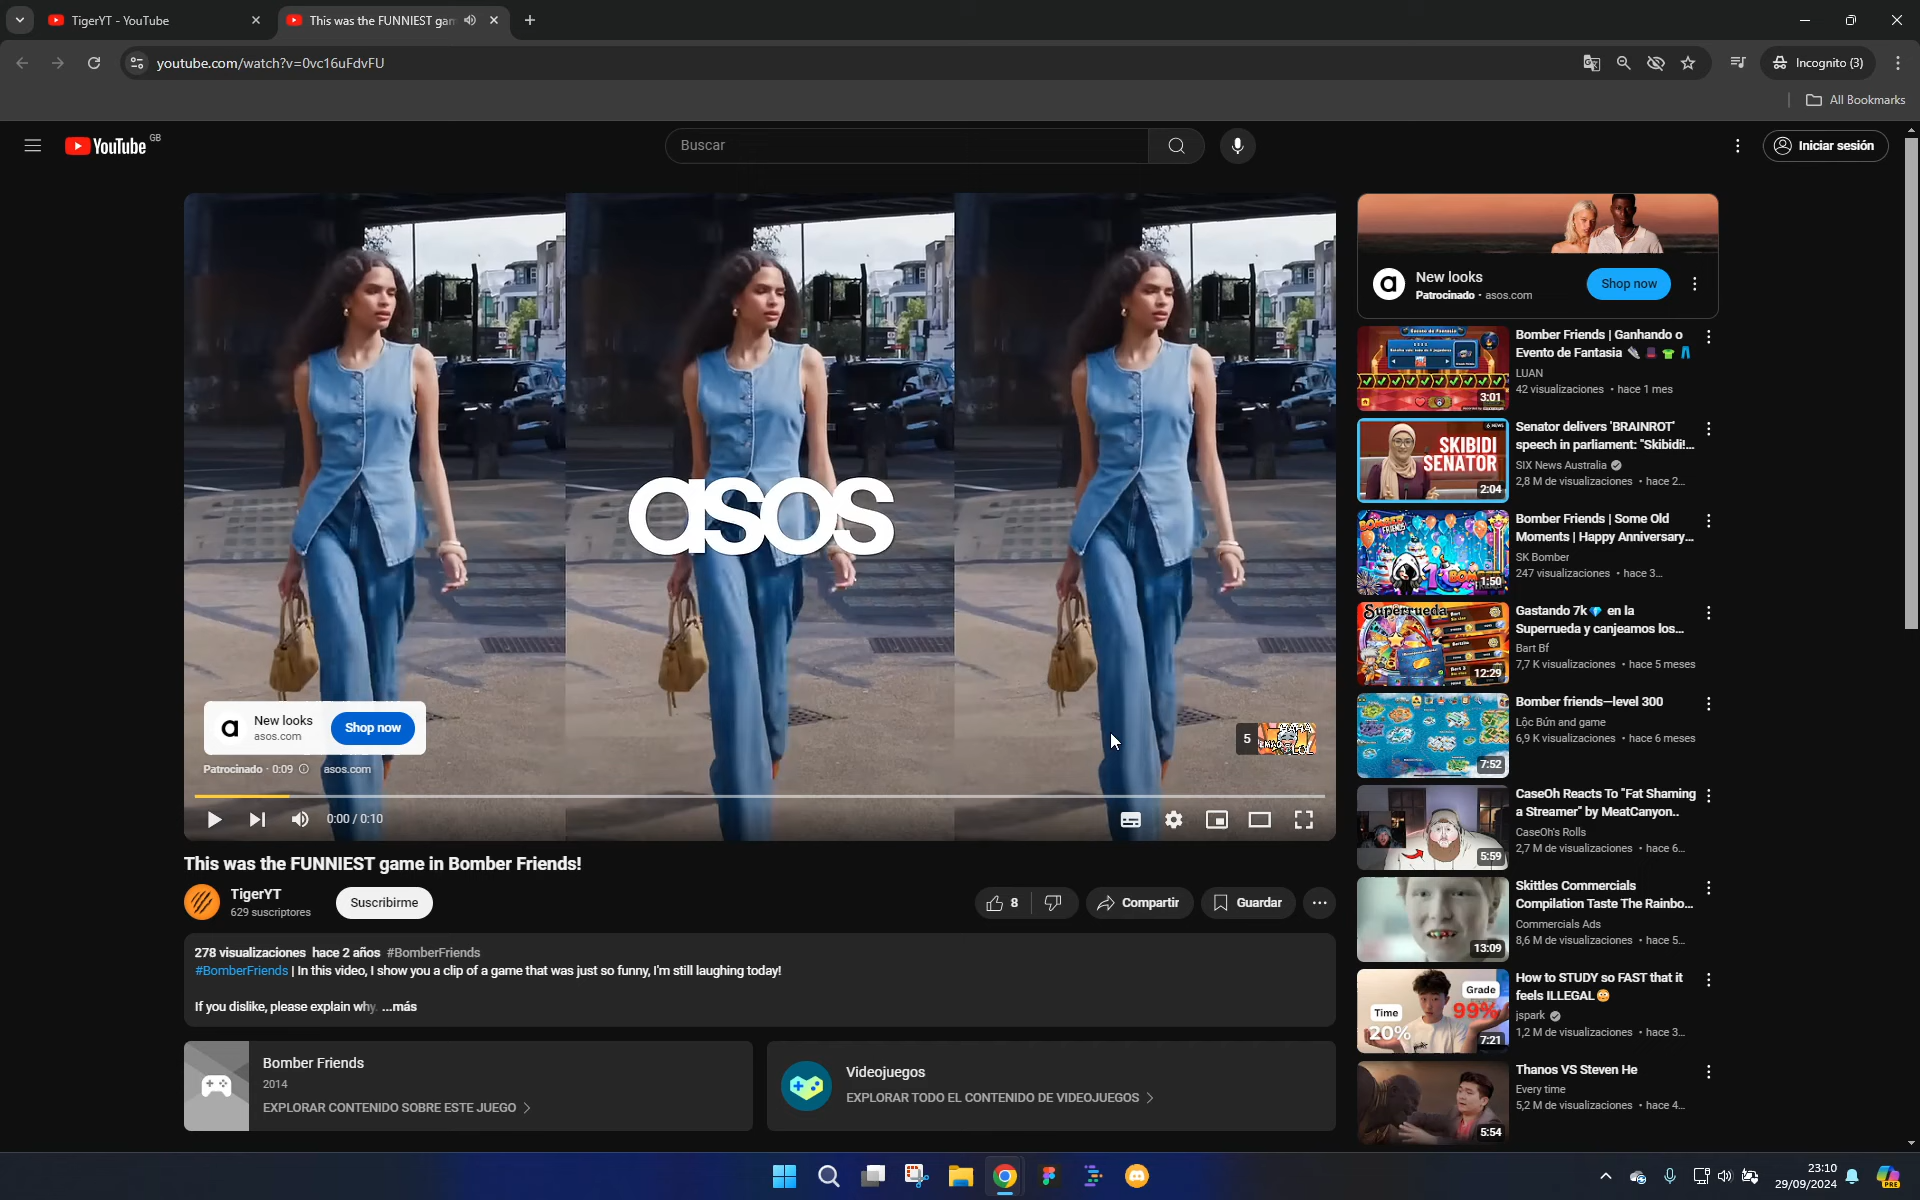 TigerYT - YouTube
This was the FUNNIEST gam
youtube.com/watch?v=0vc16uFdvFU
Incognito (3)
All Bookmarks
YouTube GB
Buscar
Iniciar sesión
asos
New looks
asos.com
Shop now
Patrocinado · 0:09
asos.com
5
LOL
0:00 / 0:10
This was the FUNNIEST game in Bomber Friends!
TigerYT
629 suscriptores
Suscribirme
8
Compartir
Guardar
278 visualizaciones hace 2 años #BomberFriends
#BomberFriends | In this video, I show you a clip of a game that was just so funny, I'm still laughing today!
If you dislike, please explain why. ...más
Bomber Friends
2014
EXPLORAR CONTENIDO SOBRE ESTE JUEGO
Videojuegos
EXPLORAR TODO EL CONTENIDO DE VIDEOJUEGOS
a
New looks
Patrocinado · asos.com
Shop now
3:01
Bomber Friends | Ganhando o
Evento de Fantasia
LUAN
42 visualizaciones • hace 1 mes
6 NEWS
SKIBIDI
SENATOR
2:04
Senator delivers 'BRAINROT'
speech in parliament: "Skibidi!...
SIX News Australia
2,8 M de visualizaciones • hace 2...
BOMBER
FRIENDS
1:50
Bomber Friends | Some Old
Moments | Happy Anniversary...
SK Bomber
247 visualizaciones • hace 3...
Superrueda
12:29
Gastando 7k en la
Superrueda y canjeamos los...
Bart Bf
7,7 K visualizaciones • hace 5 meses
7:52
Bomber friends—level 300
Lộc Bún and game
6,9 K visualizaciones • hace 6 meses
5:59
CaseOh Reacts To "Fat Shaming
a Streamer" by MeatCanyon..
CaseOh's Rolls
2,7 M de visualizaciones • hace 6...
13:09
Skittles Commercials
Compilation Taste The Rainbo...
Commercials Ads
8,6 M de visualizaciones • hace 5...
Grade
99%
Time
20%
7:21
How to STUDY so FAST that it
feels ILLEGAL
jspark
1,2 M de visualizaciones • hace 3...
5:54
Thanos VS Steven He
Every time
5,2 M de visualizaciones • hace 4...
23:10
29/09/2024
PRE